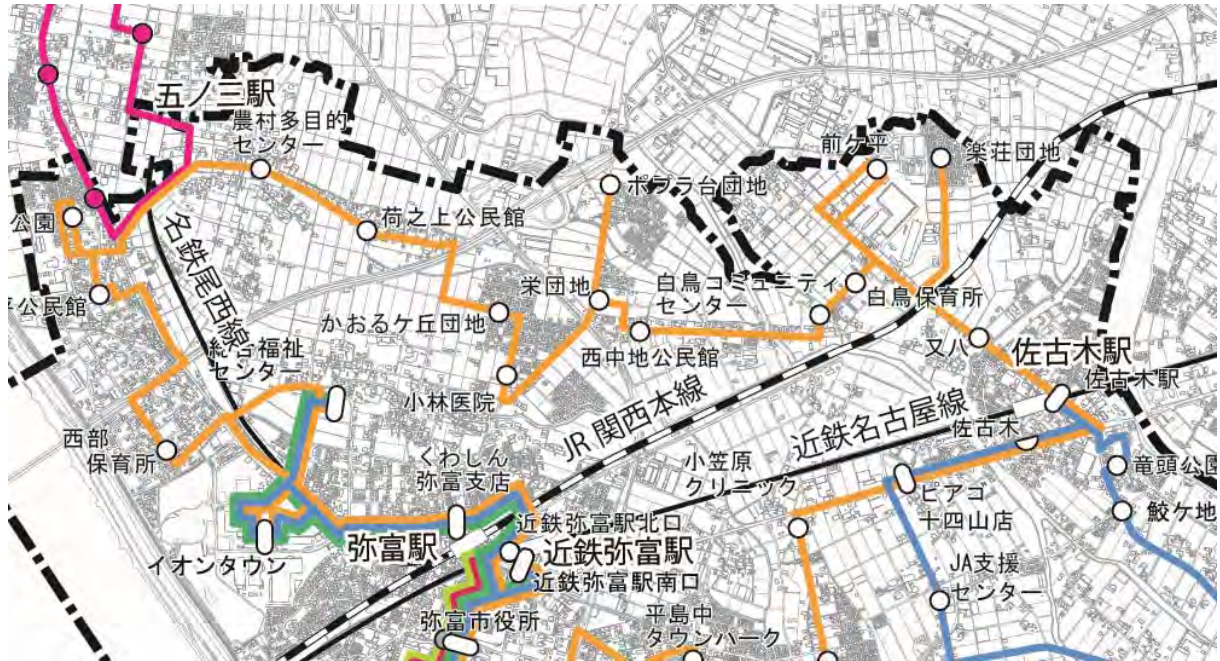 五ノ三駅
農村多目的
センター
前ケ平
楽荘団地
ポプラ台団地
公園
荷之上公民館
名鉄尾西線
栄団地
白鳥コミュニティ
センター
白鳥保育所
公民館
かおるケ丘団地
西中地公民館
又八
佐古木駅
佐古木駅
総合福祉
センター
小林医院
JR関西本線
近鉄名古屋線
佐古木
西部
保育所
くわしん
弥富支店
小笠原
クリニック
竜頭公園
ピアゴ
十四山店
鮫ケ地
イオンタウン
弥富駅
近鉄弥富駅北口
近鉄弥富駅
近鉄弥富駅南口
JA支援
センター
弥富市役所
平島中
タウンパーク